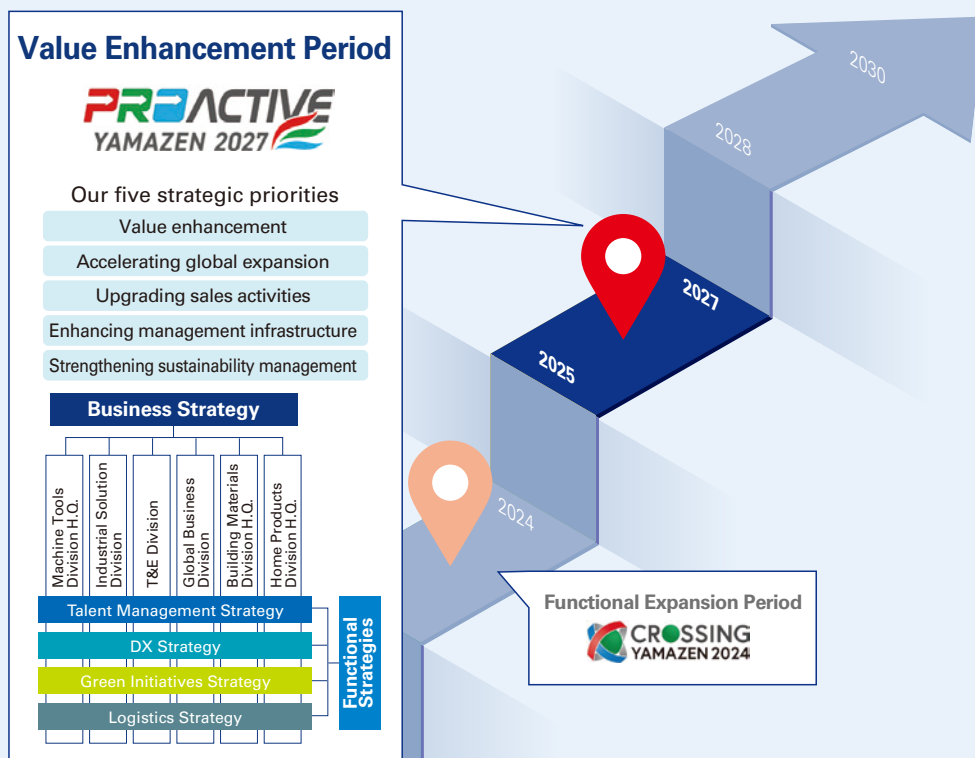 Value Enhancement Period
PROACTIVE
YAMAZEN 2027
Our five strategic priorities
Value enhancement
Accelerating global expansion
Upgrading sales activities
Enhancing management infrastructure
Strengthening sustainability management
Business Strategy
Machine Tools
Division H.Q.
Industrial Solution
Division
T&E Division
Global Business
Division
Building Materials
Division H.Q.
Home Products
Division H.Q.
Talent Management Strategy
DX Strategy
Green Initiatives Strategy
Logistics Strategy
Functional
Strategies
2030
2028
2027
2025
2024
Functional Expansion Period
CROSSING
YAMAZEN 2024